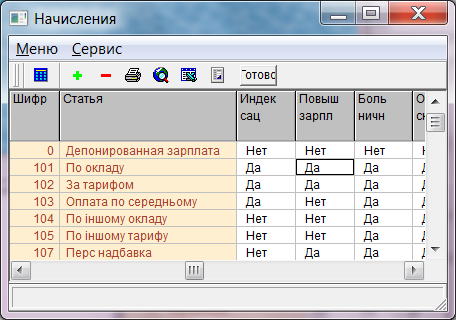 Начисления
Меню Сервис
Готово
Шифр Статья Индек сац Повыш зарпл Боль ничн
0 Депонированная зарплата Нет Нет Нет
101 По окладу Да Да Да
102 За тарифом Да Да Да
103 Оплата по середньому Да Нет Да
104 По іншому окладу Нет Нет Да
105 По іншому тарифу Нет Нет Да
107 Перс надбавка Нет Да Да